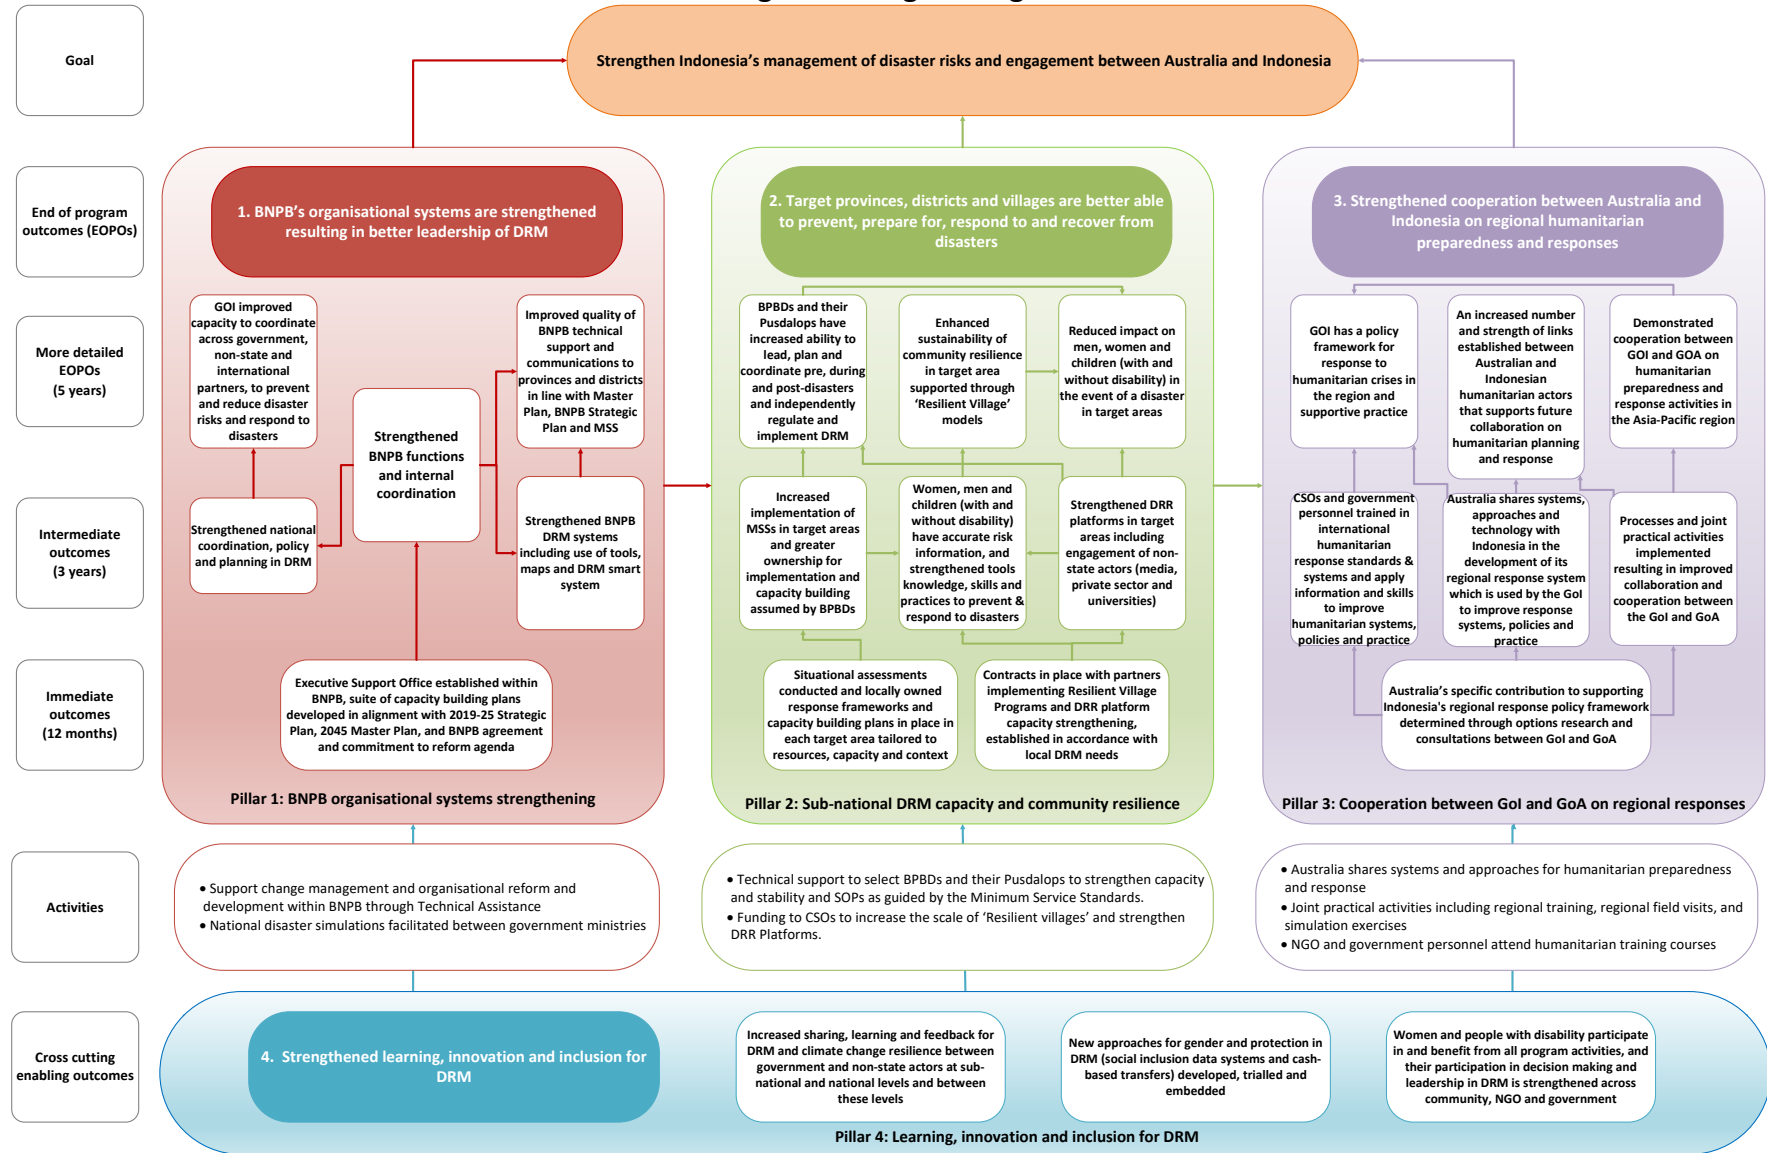 Goal
Strengthen Indonesia's management of disaster risks and engagement between Australia and Indonesia
End of program
outcomes (EOPOs)
1. BNPB's organisational systems are strengthened
resulting in better leadership of DRM
2. Target provinces, districts and villages are better able
to prevent, prepare for, respond to and recover from
disasters
3. Strengthened cooperation between Australia and
Indonesia on regional humanitarian
preparedness and responses
More detailed
EOPOs
(5 years)
GOI improved
capacity to coordinate
across government,
non-state and
international
partners, to prevent
and reduce disaster
risks and respond to
disasters
Strengthened
BNPB functions
and internal
coordination
Improved quality of
BNPB technical
support and
communications to
provinces and districts
in line with Master
Plan, BNPB Strategic
Plan and MSS
BPBDs and their
Pusdalops have
increased ability to
lead, plan and
coordinate pre, during
and post-disasters
and independently
regulate and
implement DRM
Enhanced
sustainability of
community resilience
in target area
supported through
'Resilient Village'
models
Reduced impact on
men, women and
children (with and
without disability) in
the event of a disaster
in target areas
GOI has a policy
framework for
response to
humanitarian crises in
the region and
supportive practice
An increased number
and strength of links
established between
Australian and
Indonesian
humanitarian actors
that supports future
collaboration on
humanitarian planning
and response
Demonstrated
cooperation between
GOI and GOA on
humanitarian
preparedness and
response activities in
the Asia-Pacific region
Intermediate
outcomes
(3 years)
Strengthened national
coordination, policy
and planning in DRM
Strengthened BNPB
DRM systems
including use of tools,
maps and DRM smart
system
Increased
implementation of
MSSs in target areas
and greater
ownership for
implementation and
capacity building
assumed by BPBDs
Women, men and
children (with and
without disability)
have accurate risk
information, and
strengthened tools
knowledge, skills and
practices to prevent &
respond to disasters
Strengthened DRR
platforms in target
areas including
engagement of non-
state actors (media,
private sector and
universities)
CSOs and government
personnel trained in
international
humanitarian
response standards &
systems and apply
information and skills
to improve
humanitarian systems,
policies and practice
Australia shares systems,
approaches and
technology with
Indonesia in the
development of its
regional response system
which is used by the GoI
to improve response
systems, policies and
practice
Processes and joint
practical activities
implemented
resulting in improved
collaboration and
cooperation between
the GoI and GoA
Immediate
outcomes
(12 months)
Executive Support Office established within
BNPB, suite of capacity building plans
developed in alignment with 2019-25 Strategic
Plan, 2045 Master Plan, and BNPB agreement
and commitment to reform agenda
Situational assessments
conducted and locally owned
response frameworks and
capacity building plans in place in
each target area tailored to
resources, capacity and context
Contracts in place with partners
implementing Resilient Village
Programs and DRR platform
capacity strengthening,
established in accordance with
local DRM needs
Australia's specific contribution to supporting
Indonesia's regional response policy framework
determined through options research and
consultations between GoI and GoA
Pillar 1: BNPB organisational systems strengthening
Pillar 2: Sub-national DRM capacity and community resilience
Pillar 3: Cooperation between GoI and GoA on regional responses
Activities
• Support change management and organisational reform and
development within BNPB through Technical Assistance
• National disaster simulations facilitated between government ministries
• Technical support to select BPBDs and their Pusdalops to strengthen capacity
and stability and SOPs as guided by the Minimum Service Standards.
• Funding to CSOs to increase the scale of 'Resilient villages' and strengthen
DRR Platforms.
• Australia shares systems and approaches for humanitarian preparedness
and response
• Joint practical activities including regional training, regional field visits, and
simulation exercises
• NGO and government personnel attend humanitarian training courses
Cross cutting
enabling outcomes
4. Strengthened learning, innovation and inclusion for
DRM
Increased sharing, learning and feedback for
DRM and climate change resilience between
government and non-state actors at sub-
national and national levels and between
these levels
New approaches for gender and protection in
DRM (social inclusion data systems and cash-
based transfers) developed, trialled and
embedded
Women and people with disability participate
in and benefit from all program activities, and
their participation in decision making and
leadership in DRM is strengthened across
community, NGO and government
Pillar 4: Learning, innovation and inclusion for DRM